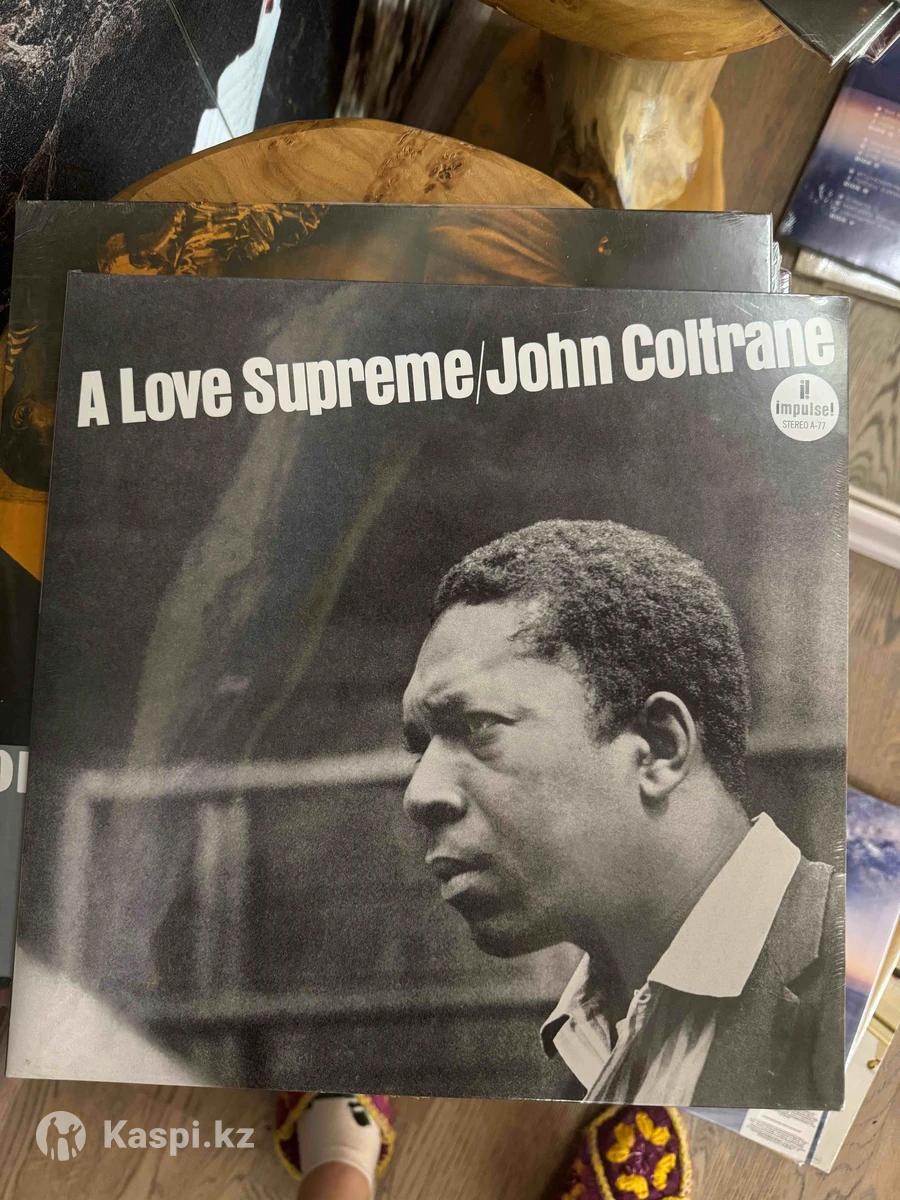 A Love Supreme/John Coltrane
impulse!
STEREO A-77
Kaspi.kz